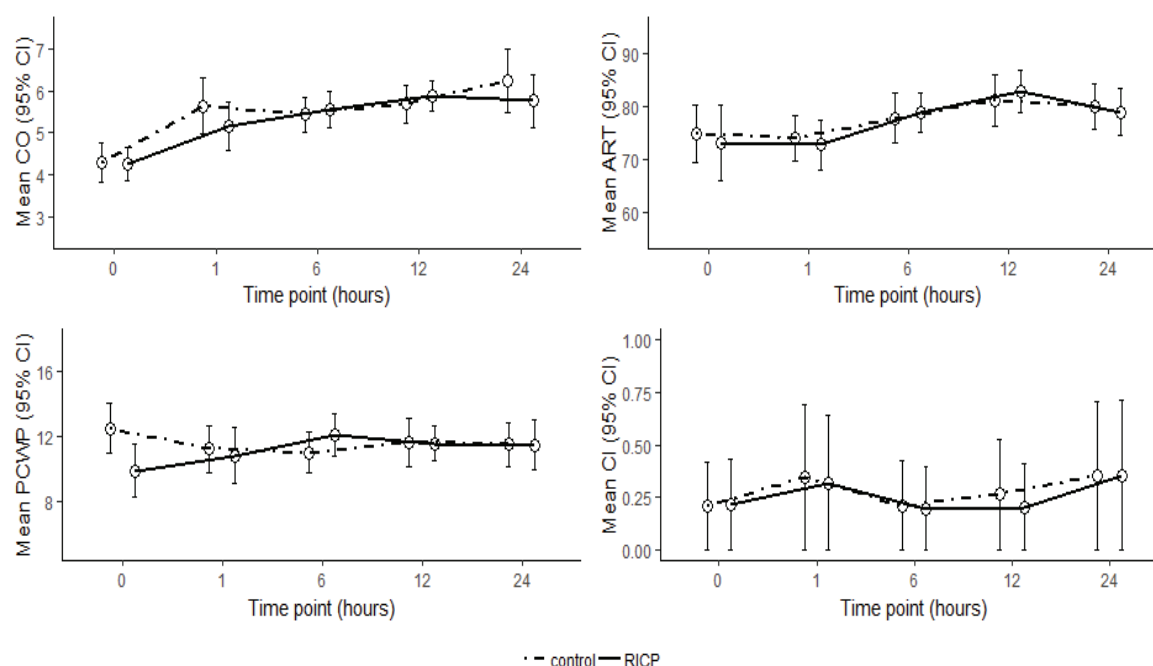 Mean CO (95% CI)
7
6
5
4
3
0 1 6 12 24
Time point (hours)
Mean ART (95% CI)
90
80
70
60
0 1 6 12 24
Time point (hours)
Mean PCWP (95% CI)
16
12
8
0 1 6 12 24
Time point (hours)
Mean CI (95% CI)
1.00
0.75
0.50
0.25
0.00
0 1 6 12 24
Time point (hours)
control RICP